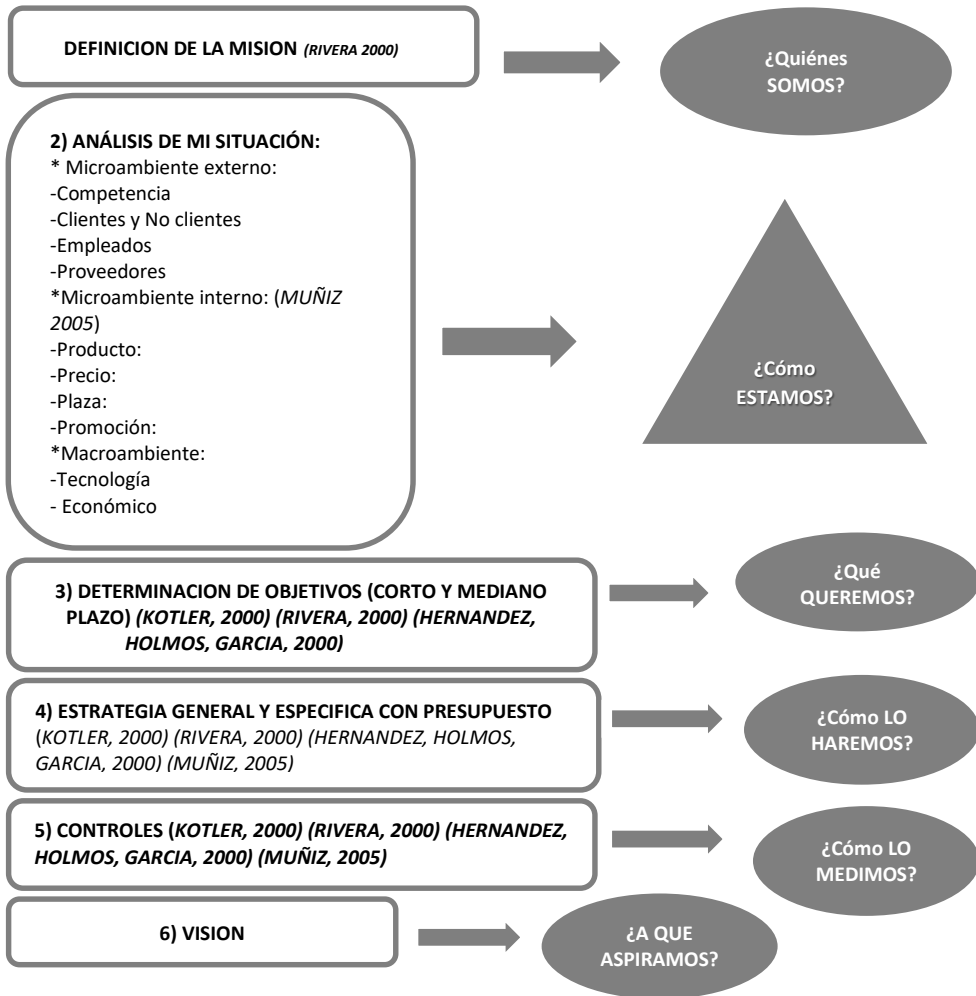 DEFINICION DE LA MISION (RIVERA 2000)
¿Quiénes
SOMOS?
2) ANÁLISIS DE MI SITUACIÓN:
* Microambiente externo:
-Competencia
-Clientes y No clientes
-Empleados
-Proveedores
*Microambiente interno: (MUÑIZ
2005)
-Producto:
-Precio:
-Plaza:
-Promoción:
*Macroambiente:
-Tecnología
- Económico
¿Cómo
ESTAMOS?
3) DETERMINACION DE OBJETIVOS (CORTO Y MEDIANO
PLAZO) (KOTLER, 2000) (RIVERA, 2000) (HERNANDEZ,
HOLMOS, GARCIA, 2000)
¿Qué
QUEREMOS?
4) ESTRATEGIA GENERAL Y ESPECIFICA CON PRESUPUESTO
(KOTLER, 2000) (RIVERA, 2000) (HERNANDEZ, HOLMOS,
GARCIA, 2000) (MUÑIZ, 2005)
¿Cómo LO
HAREMOS?
5) CONTROLES (KOTLER, 2000) (RIVERA, 2000) (HERNANDEZ,
HOLMOS, GARCIA, 2000) (MUÑIZ, 2005)
¿Cómo LO
MEDIMOS?
6) VISION
¿A QUE
ASPIRAMOS?